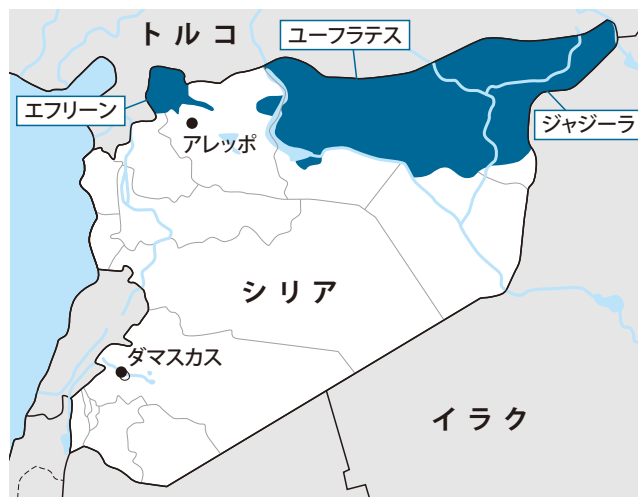 トルコ
ユーフラテス
エフリーン
ジャジーラ
アレッポ
シリア
ダマスカス
イラク